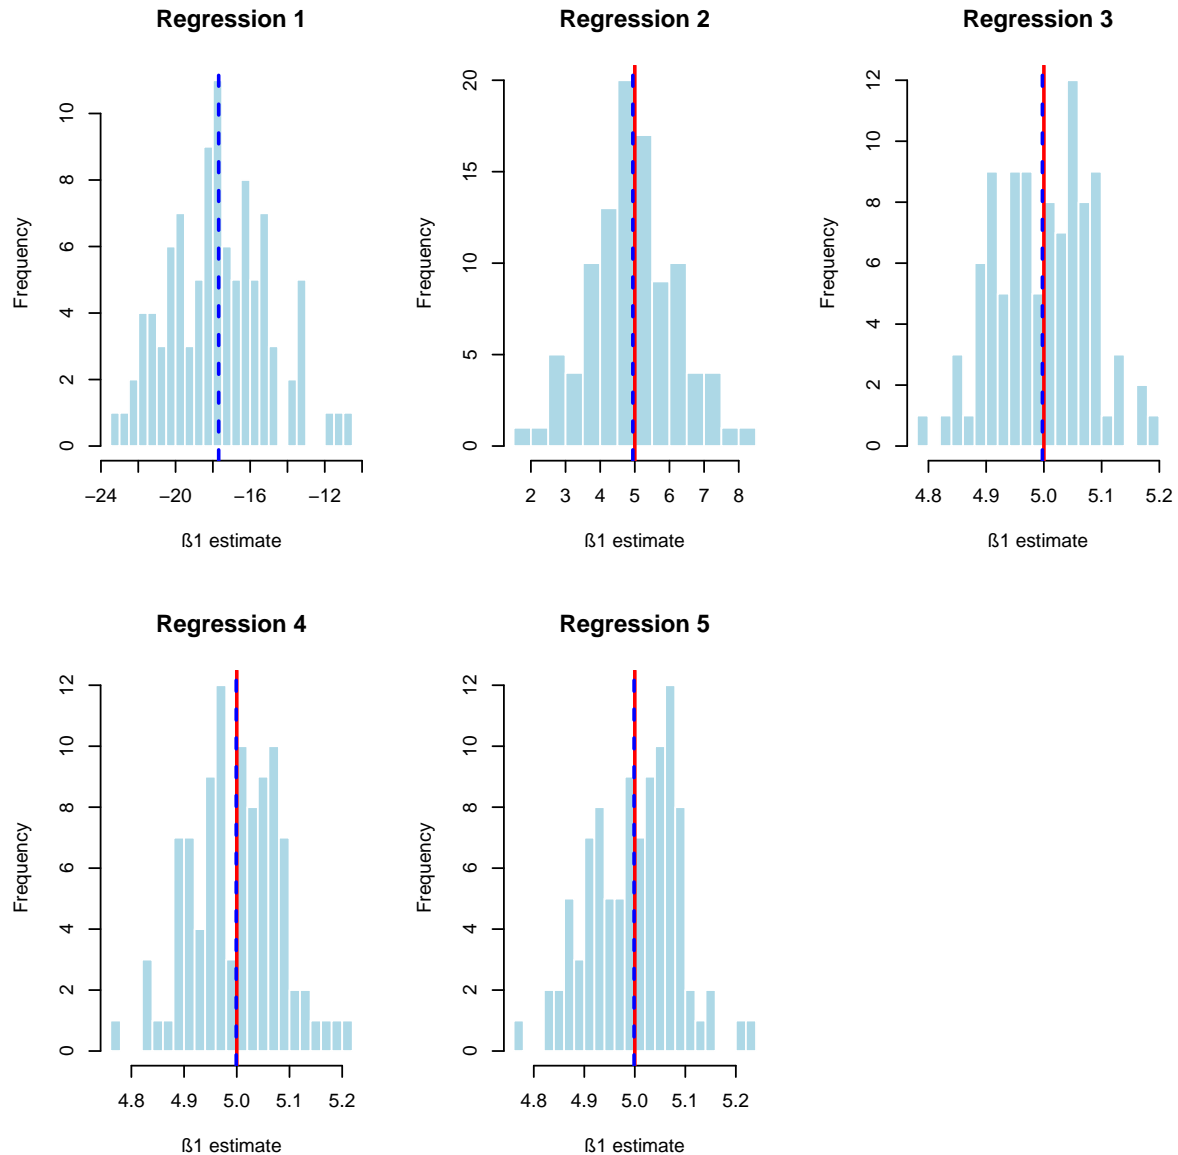 Regression 1
Frequency
0 2 4 6 8 10
−24 −20 −16 −12
ß1 estimate
Regression 2
Frequency
0 5 10 15 20
2 3 4 5 6 7 8
ß1 estimate
Regression 3
Frequency
0 2 4 6 8 10 12
4.8 4.9 5.0 5.1 5.2
ß1 estimate
Regression 4
Frequency
0 2 4 6 8 10 12
4.8 4.9 5.0 5.1 5.2
ß1 estimate
Regression 5
Frequency
0 2 4 6 8 10 12
4.8 4.9 5.0 5.1 5.2
ß1 estimate